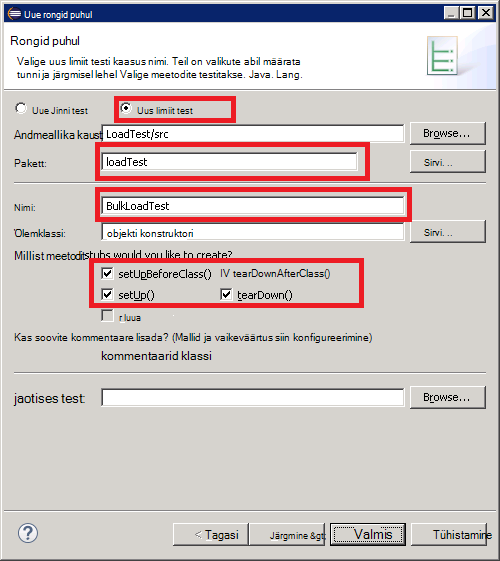 Uue rongid puhul
Rongid puhul
Valige uus limiit testi kaasus nimi. Teil on valikute abil määrata
tunni ja järgmisel lehel Valige meetodite testitakse. Java. Lang.
Uue Jinni test Uus limiit test
Andmeallika kaust LoadTest/src Browse...
Pakett: loadTest Sirvi. ..
Nimi: BulkLoadTest
Ölemklassi: objekti konstruktori Sirvi. ..
Millist meetodit stubs would you like to create?
setUpBeforeClass() IV tearDownAfterClass()
setUp() tearDown()
r luua
Kas soovite kommentaare lisada? (Mallid ja vaikeväärtus siin konfigureerimine)
kommentaarid klassi
jaotises test: Browse...
< Tagasi Järgmine &gt; Valmis Tühistamine